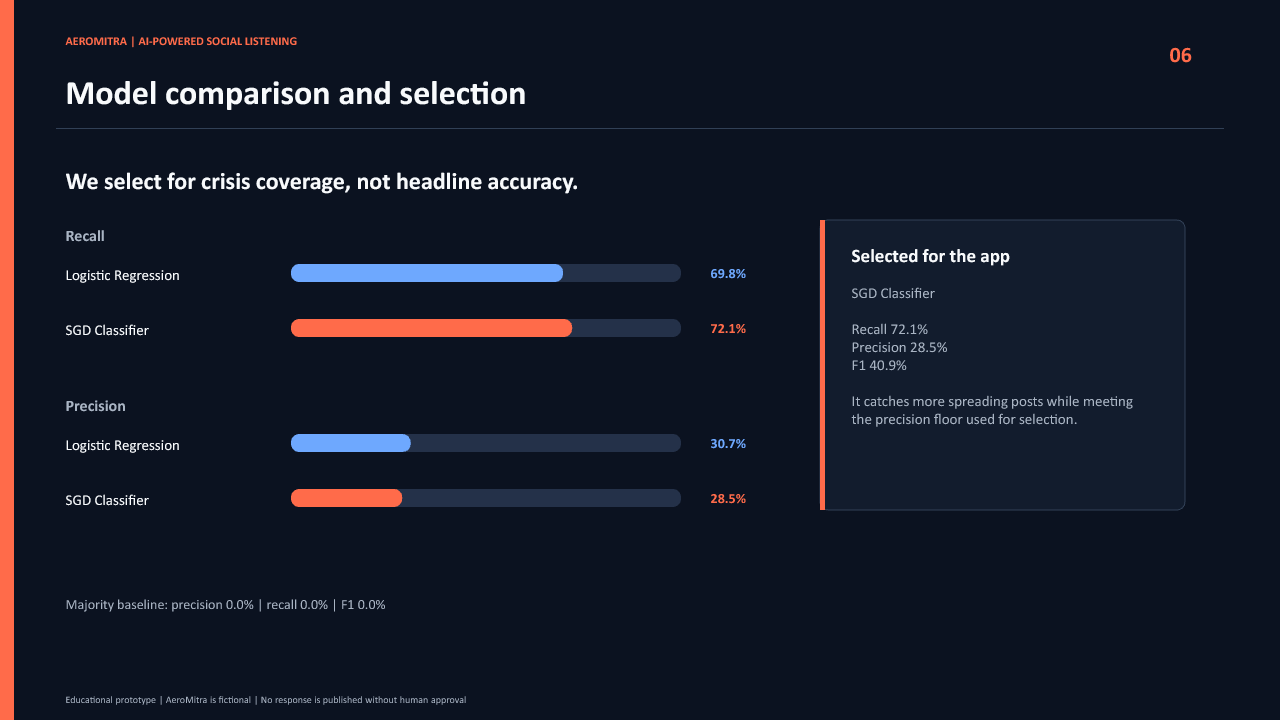 AEROMITRA | AI-POWERED SOCIAL LISTENING
06
Model comparison and selection
We select for crisis coverage, not headline accuracy.
Recall
Logistic Regression 69.8%
SGD Classifier 72.1%
Precision
Logistic Regression 30.7%
SGD Classifier 28.5%
Selected for the app
SGD Classifier
Recall 72.1%
Precision 28.5%
F1 40.9%
It catches more spreading posts while meeting
the precision floor used for selection.
Majority baseline: precision 0.0% | recall 0.0% | F1 0.0%
Educational prototype | AeroMitra is fictional | No response is published without human approval